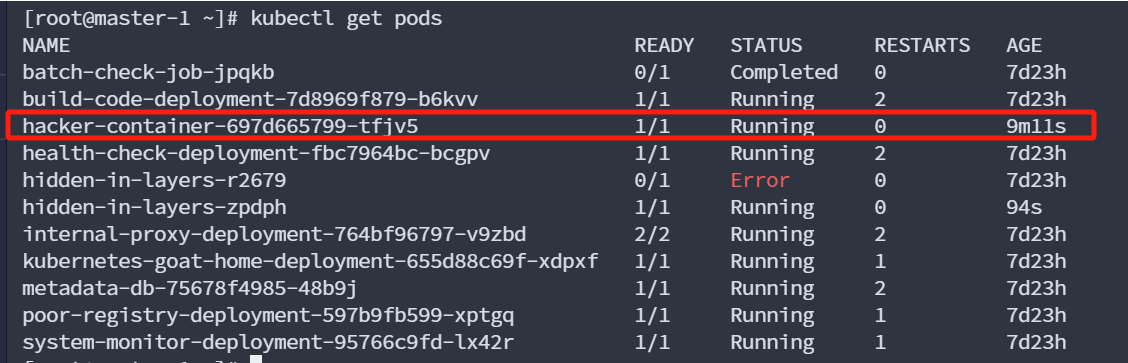 [root@master-1 ~]# kubectl get pods
NAME READY STATUS RESTARTS AGE
batch-check-job-jpqkb 0/1 Completed 0 7d23h
build-code-deployment-7d8969f879-b6kvv 1/1 Running 2 7d23h
hacker-container-697d665799-tfjv5 1/1 Running 0 9m11s
health-check-deployment-fbc7964bc-bcgpv 1/1 Running 2 7d23h
hidden-in-layers-r2679 0/1 Error 0 7d23h
hidden-in-layers-zpdph 1/1 Running 0 94s
internal-proxy-deployment-764bf96797-v9zbd 2/2 Running 2 7d23h
kubernetes-goat-home-deployment-655d88c69f-xdpxf 1/1 Running 1 7d23h
metadata-db-75678f4985-48b9j 1/1 Running 2 7d23h
poor-registry-deployment-597b9fb599-xptgq 1/1 Running 1 7d23h
system-monitor-deployment-95766c9fd-lx42r 1/1 Running 1 7d23h